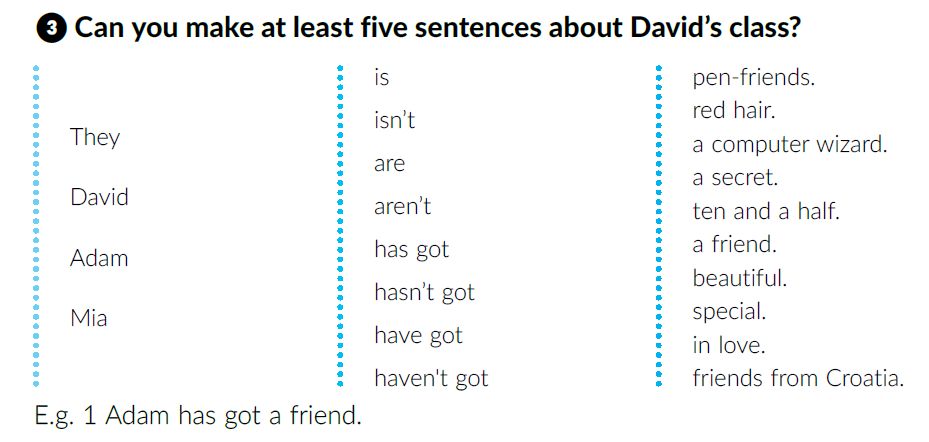 3 Can you make at least five sentences about David’s class?
They
David
Adam
Mia
is
isn’t
are
aren’t
has got
hasn’t got
have got
haven't got
pen-friends.
red hair.
a computer wizard.
a secret.
ten and a half.
a friend.
beautiful.
special.
in love.
friends from Croatia.
E.g. 1 Adam has got a friend.